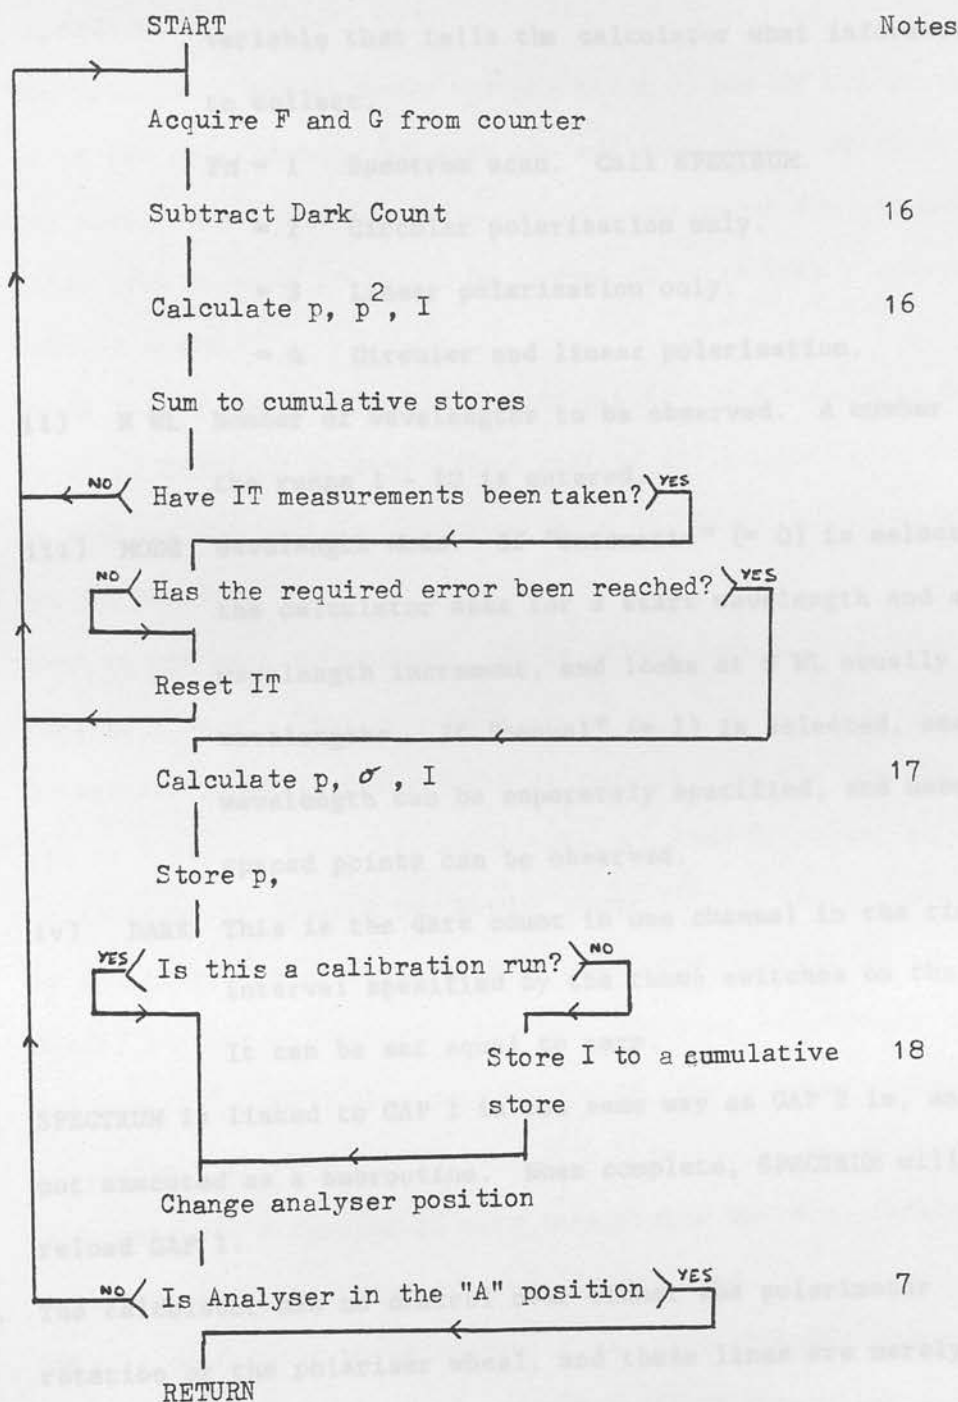 START Notes
Acquire F and G from counter
Subtract Dark Count 16
Calculate p, p², I 16
Sum to cumulative stores
NO Have IT measurements been taken? YES
NO Has the required error been reached? YES
Reset IT
Calculate p, σ, I 17
Store p,
YES Is this a calibration run? NO
Store I to a cumulative 18
store
Change analyser position
NO Is Analyser in the "A" position YES 7
RETURN